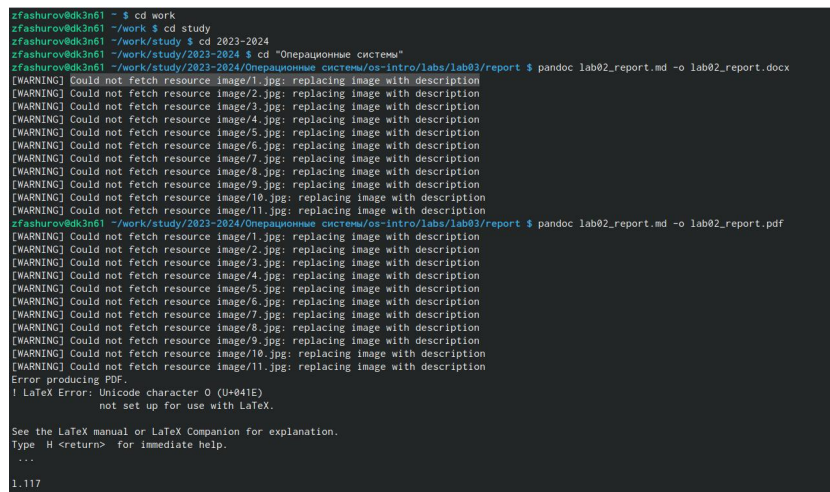 zfashurov@dk3n61 ~ $ cd work
zfashurov@dk3n61 ~/work $ cd study
zfashurov@dk3n61 ~/work/study $ cd 2023-2024
zfashurov@dk3n61 ~/work/study/2023-2024 $ cd "Операционные системы"
zfashurov@dk3n61 ~/work/study/2023-2024/Операционные системы/os-intro/labs/lab03/report $ pandoc lab02_report.md -o lab02_report.docx
[WARNING] Could not fetch resource image/1.jpg: replacing image with description
[WARNING] Could not fetch resource image/2.jpg: replacing image with description
[WARNING] Could not fetch resource image/3.jpg: replacing image with description
[WARNING] Could not fetch resource image/4.jpg: replacing image with description
[WARNING] Could not fetch resource image/5.jpg: replacing image with description
[WARNING] Could not fetch resource image/6.jpg: replacing image with description
[WARNING] Could not fetch resource image/7.jpg: replacing image with description
[WARNING] Could not fetch resource image/8.jpg: replacing image with description
[WARNING] Could not fetch resource image/9.jpg: replacing image with description
[WARNING] Could not fetch resource image/10.jpg: replacing image with description
[WARNING] Could not fetch resource image/11.jpg: replacing image with description
zfashurov@dk3n61 ~/work/study/2023-2024/Операционные системы/os-intro/labs/lab03/report $ pandoc lab02_report.md -o lab02_report.pdf
[WARNING] Could not fetch resource image/1.jpg: replacing image with description
[WARNING] Could not fetch resource image/2.jpg: replacing image with description
[WARNING] Could not fetch resource image/3.jpg: replacing image with description
[WARNING] Could not fetch resource image/4.jpg: replacing image with description
[WARNING] Could not fetch resource image/5.jpg: replacing image with description
[WARNING] Could not fetch resource image/6.jpg: replacing image with description
[WARNING] Could not fetch resource image/7.jpg: replacing image with description
[WARNING] Could not fetch resource image/8.jpg: replacing image with description
[WARNING] Could not fetch resource image/9.jpg: replacing image with description
[WARNING] Could not fetch resource image/10.jpg: replacing image with description
[WARNING] Could not fetch resource image/11.jpg: replacing image with description
Error producing PDF.
! LaTeX Error: Unicode character О (U+041E)
not set up for use with LaTeX.
See the LaTeX manual or LaTeX Companion for explanation.
Type  H <return>  for immediate help.
...
l.117